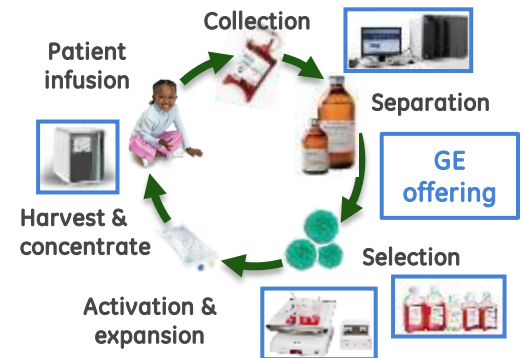 Collection
Patient
infusion
Separation
GE
offering
Harvest &
concentrate
Selection
Activation &
expansion